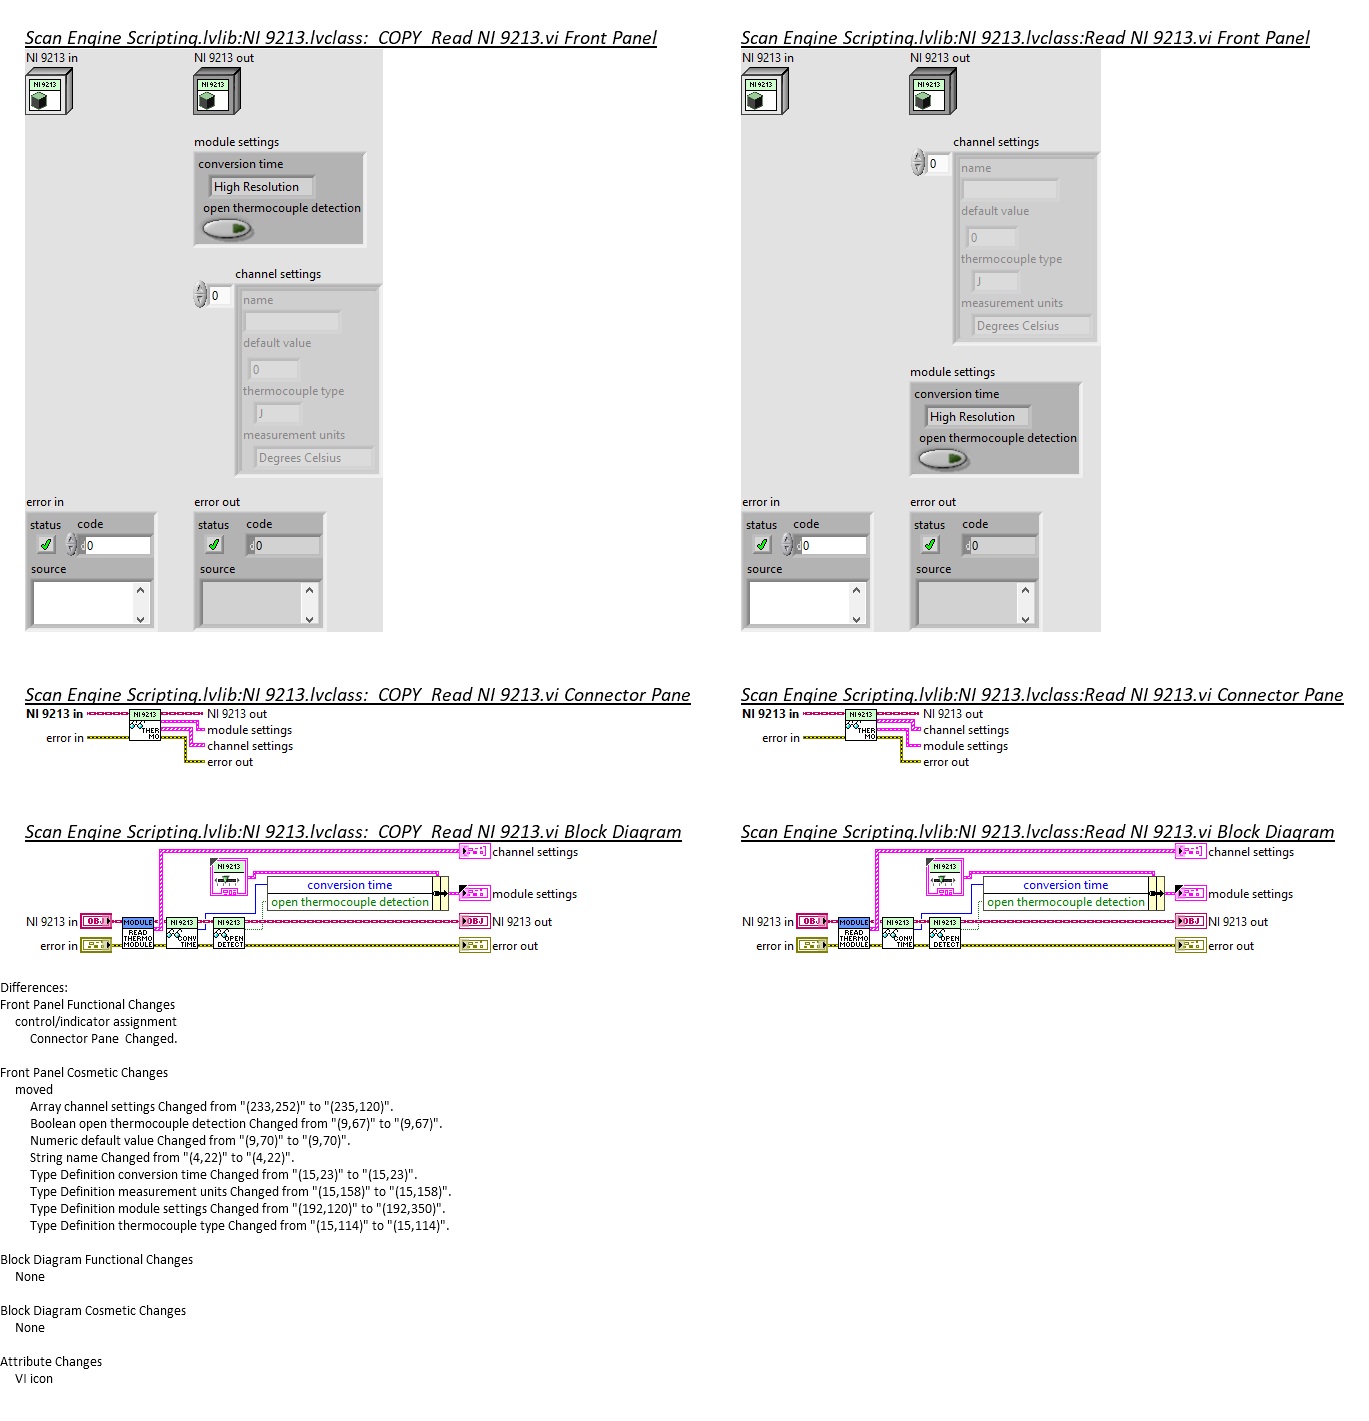 Scan Engine Scripting.lvlib:NI 9213.lvclass:_COPY_Read NI 9213.vi Front Panel
NI 9213 in
NI 9213 out
NI 9213
NI 9213
module settings
conversion time
High Resolution
open thermocouple detection
channel settings
0
name
default value
0
thermocouple type
J
measurement units
Degrees Celsius
error in
error out
status code
status code
d0
d0
source
source
Scan Engine Scripting.lvlib:NI 9213.lvclass:Read NI 9213.vi Front Panel
NI 9213 in
NI 9213 out
NI 9213
NI 9213
channel settings
0
name
default value
0
thermocouple type
J
measurement units
Degrees Celsius
module settings
conversion time
High Resolution
open thermocouple detection
error in
error out
status code
status code
d0
d0
source
source
Scan Engine Scripting.lvlib:NI 9213.lvclass:_COPY_Read NI 9213.vi Connector Pane
NI 9213 in
NI 9213
THER
MO
NI 9213 out
module settings
error in
channel settings
error out
Scan Engine Scripting.lvlib:NI 9213.lvclass:Read NI 9213.vi Connector Pane
NI 9213 in
NI 9213
THER
MO
NI 9213 out
channel settings
error in
module settings
error out
Scan Engine Scripting.lvlib:NI 9213.lvclass:_COPY_Read NI 9213.vi Block Diagram
channel settings
NI 9213
conversion time
module settings
open thermocouple detection
NI 9213 in
OBJ
MODULE
READ
THERMO
MODULE
NI 9213
CONV
TIME
NI 9213
OPEN
DETECT
OBJ
NI 9213 out
error in
error out
Scan Engine Scripting.lvlib:NI 9213.lvclass:Read NI 9213.vi Block Diagram
channel settings
NI 9213
conversion time
module settings
open thermocouple detection
NI 9213 in
OBJ
MODULE
READ
THERMO
MODULE
NI 9213
CONV
TIME
NI 9213
OPEN
DETECT
OBJ
NI 9213 out
error in
error out
Differences:
Front Panel Functional Changes
control/indicator assignment
Connector Pane  Changed.
Front Panel Cosmetic Changes
moved
Array channel settings Changed from "(233,252)" to "(235,120)".
Boolean open thermocouple detection Changed from "(9,67)" to "(9,67)".
Numeric default value Changed from "(9,70)" to "(9,70)".
String name Changed from "(4,22)" to "(4,22)".
Type Definition conversion time Changed from "(15,23)" to "(15,23)".
Type Definition measurement units Changed from "(15,158)" to "(15,158)".
Type Definition module settings Changed from "(192,120)" to "(192,350)".
Type Definition thermocouple type Changed from "(15,114)" to "(15,114)".
Block Diagram Functional Changes
None
Block Diagram Cosmetic Changes
None
Attribute Changes
VI icon